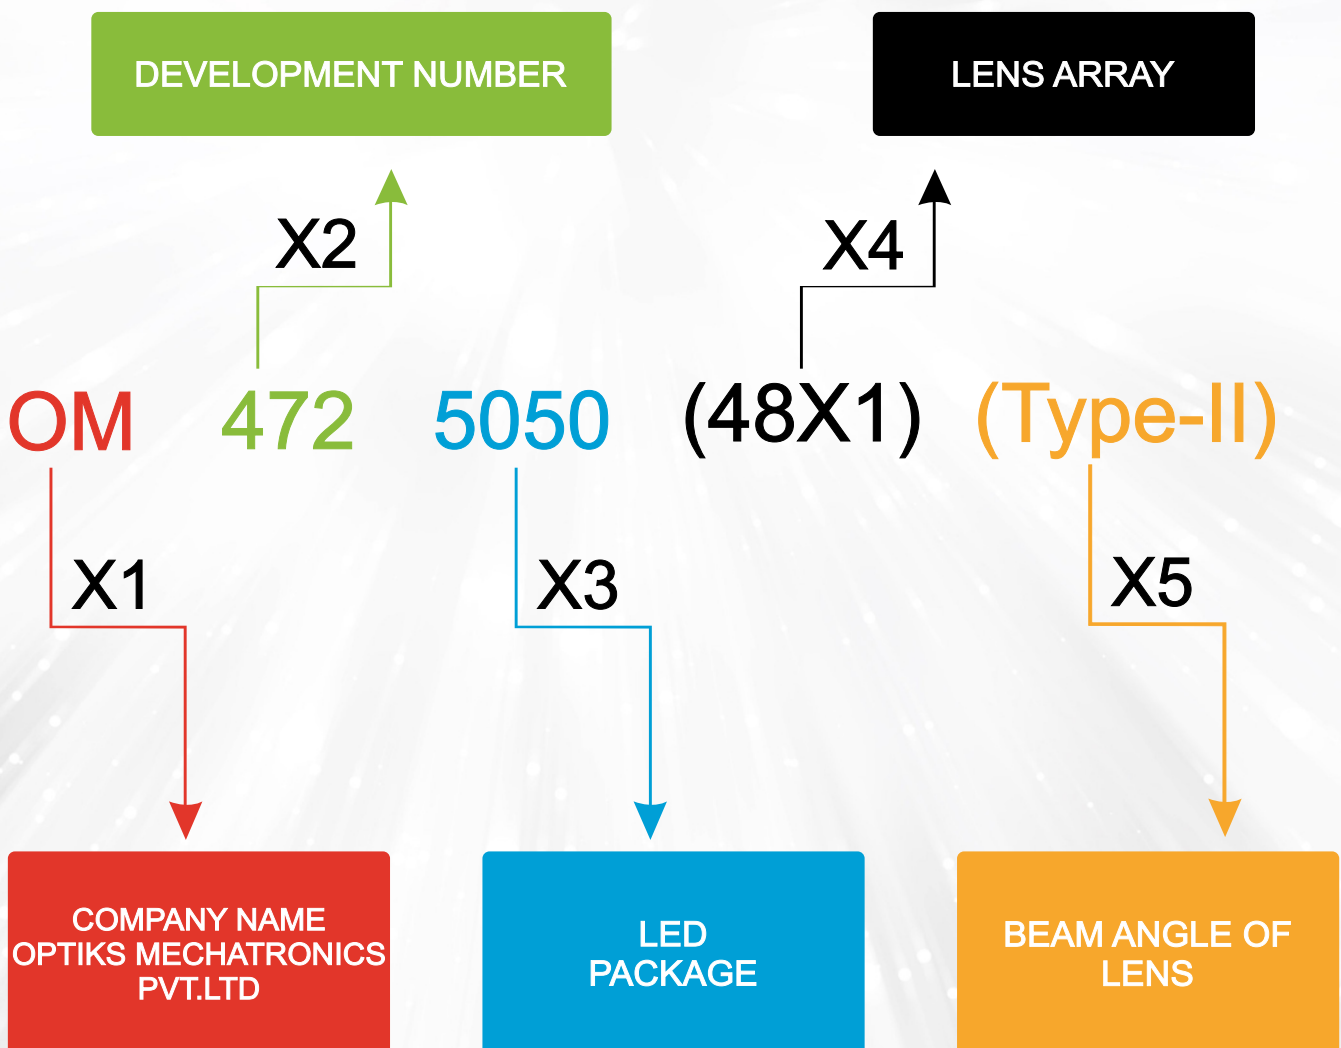 DEVELOPMENT NUMBER
LENS ARRAY
X2
X4
OM 472 5050 (48X1) (Type-II)
X1
X3
X5
COMPANY NAME
OPTIKS MECHATRONICS
PVT.LTD
LED
PACKAGE
BEAM ANGLE OF
LENS